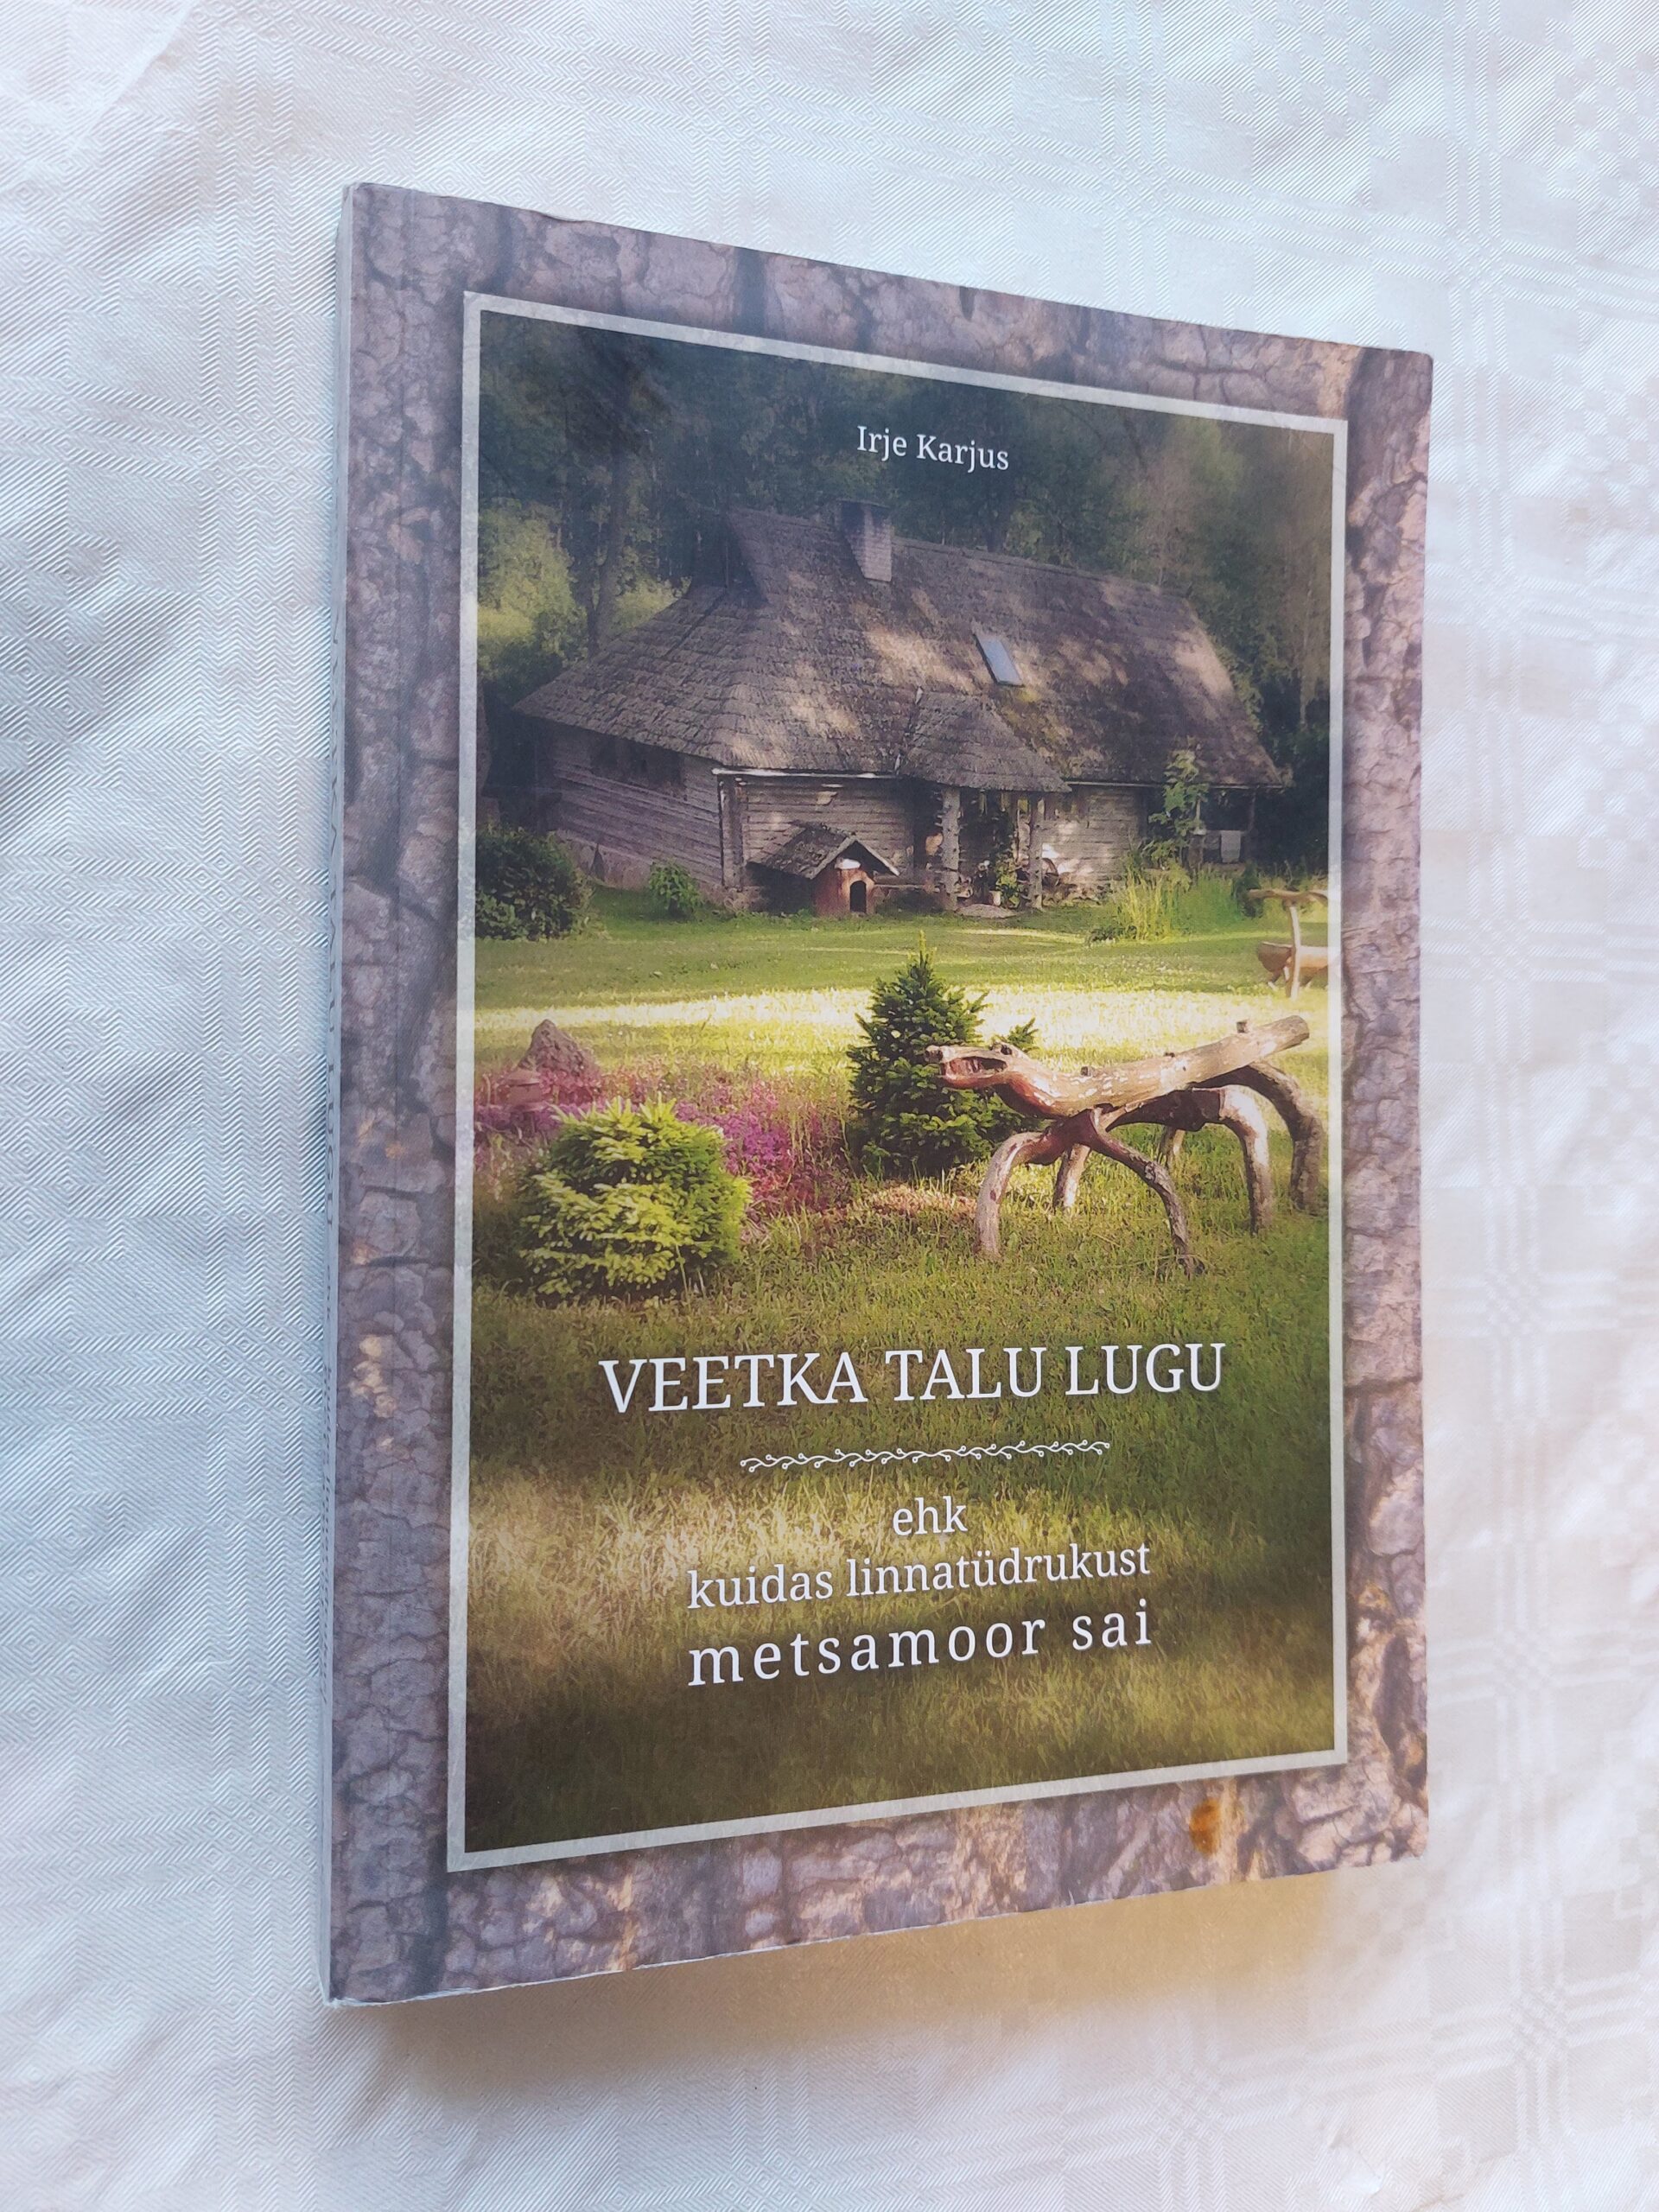 Irje Karjus
VEETKA TALU LUGU
ehk
kuidas linnatüdrukust
metsamoor sai